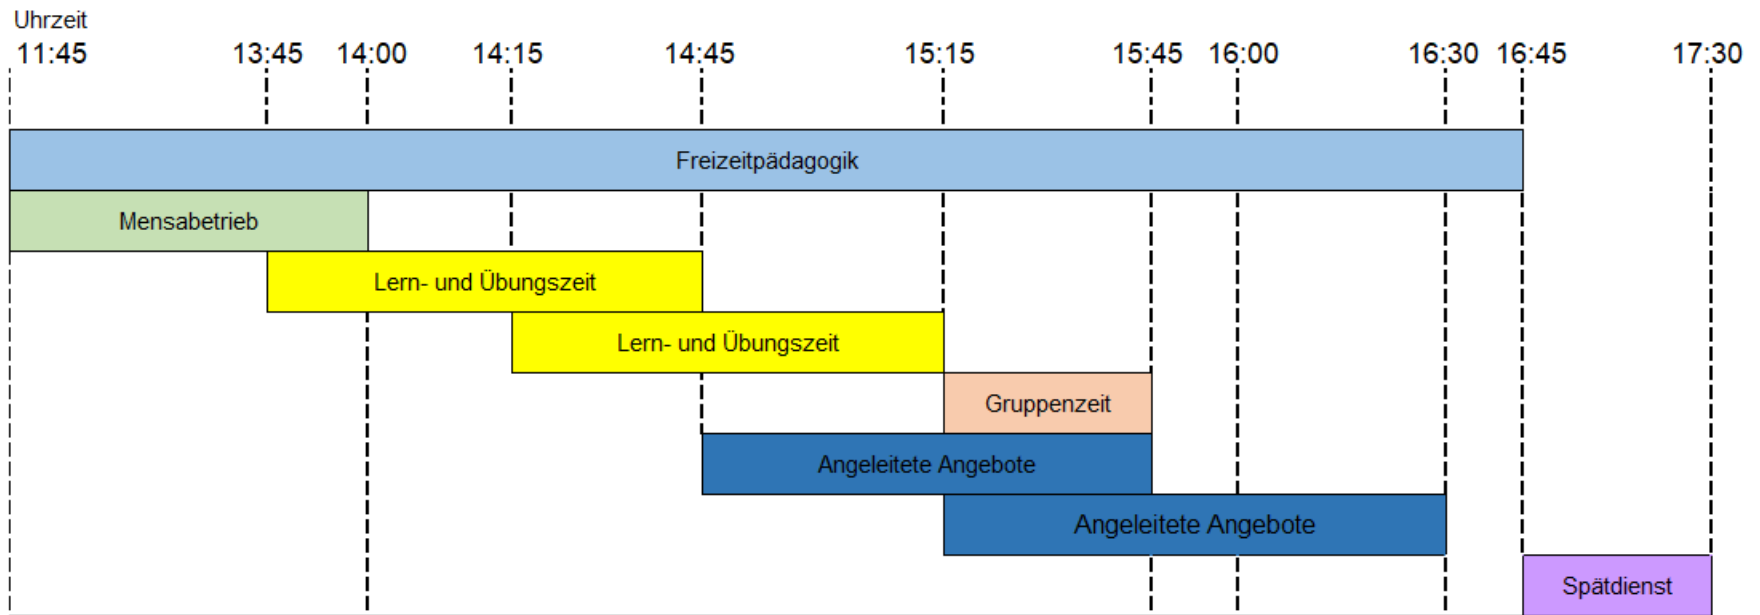 Uhrzeit
11:45 13:45 14:00 14:15 14:45 15:15 15:45 16:00 16:30 16:45 17:30
Freizeitpädagogik
Mensabetrieb
Lern- und Übungszeit
Lern- und Übungszeit
Gruppenzeit
Angeleitete Angebote
Angeleitete Angebote
Spätdienst